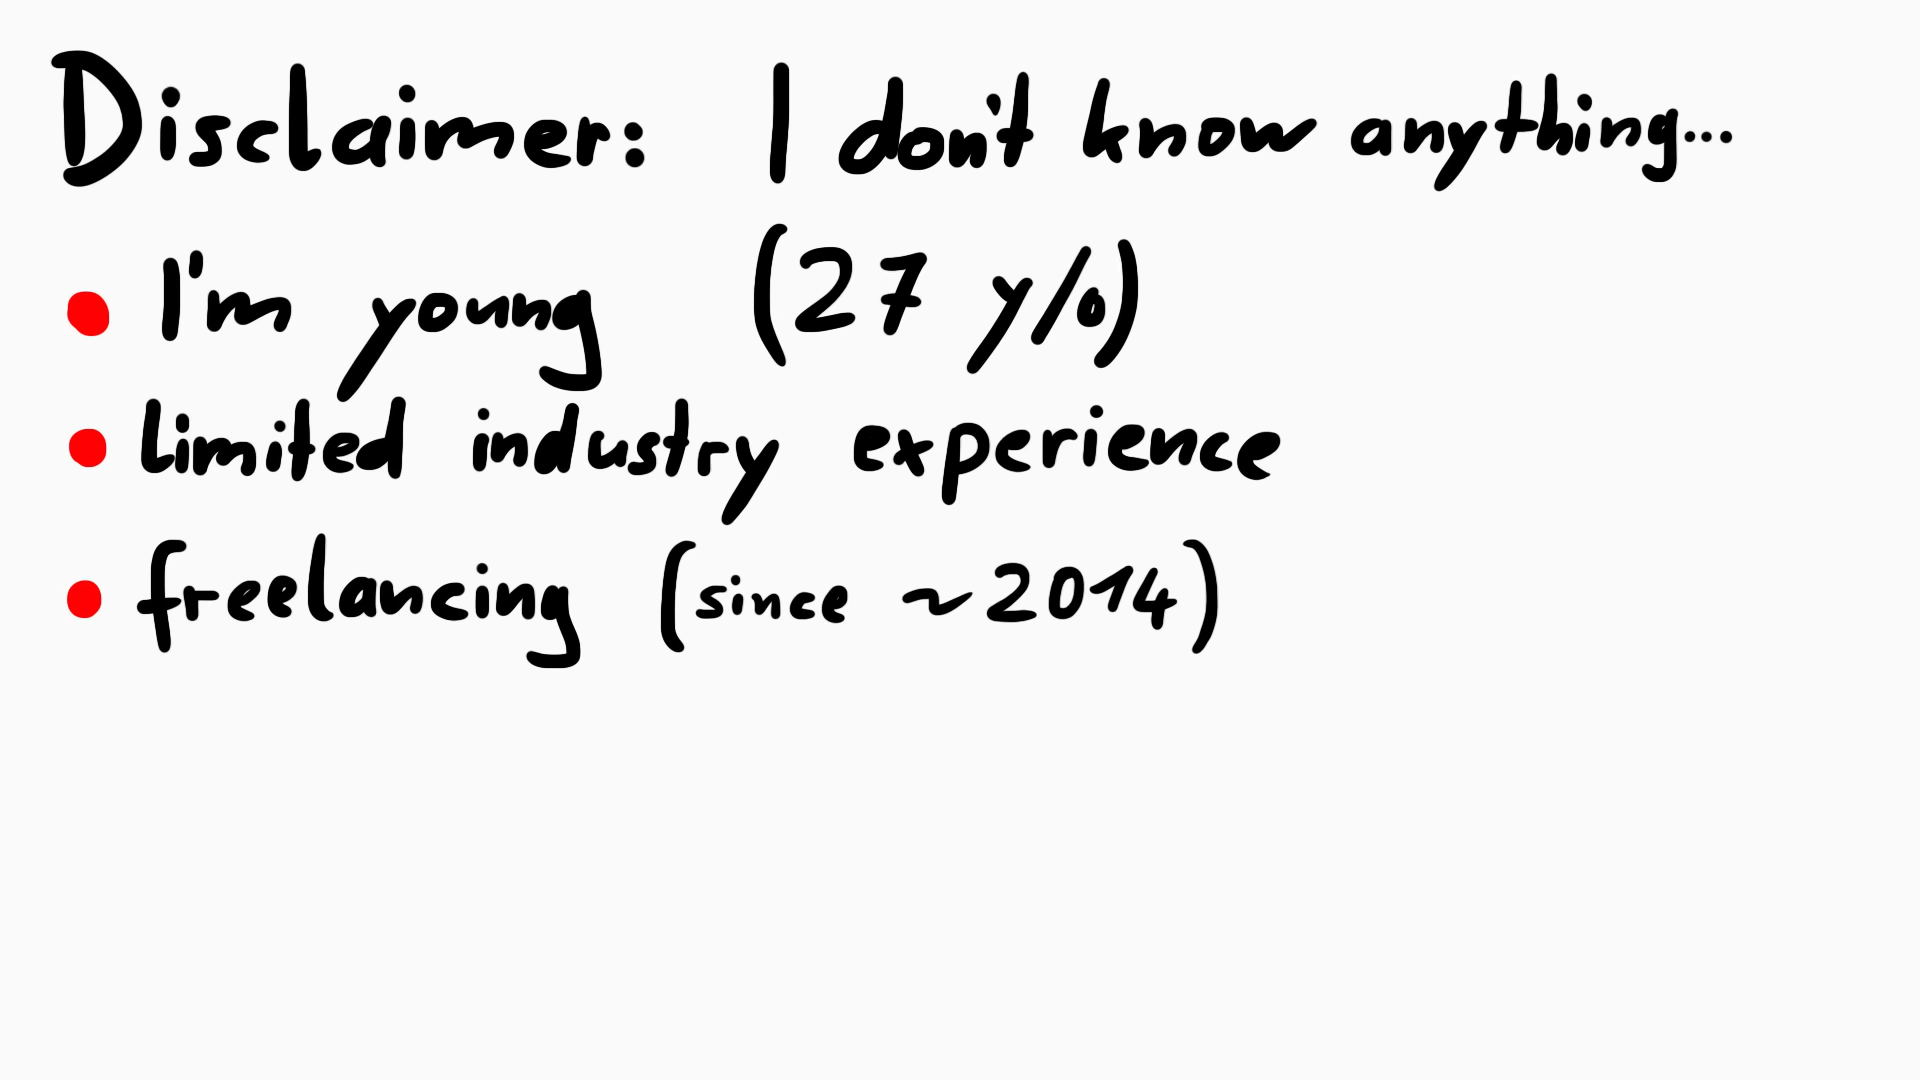 Disclaimer: I don't know anything...
I'm young (27 y/o)
limited industry experience
freelancing (since ~2014)